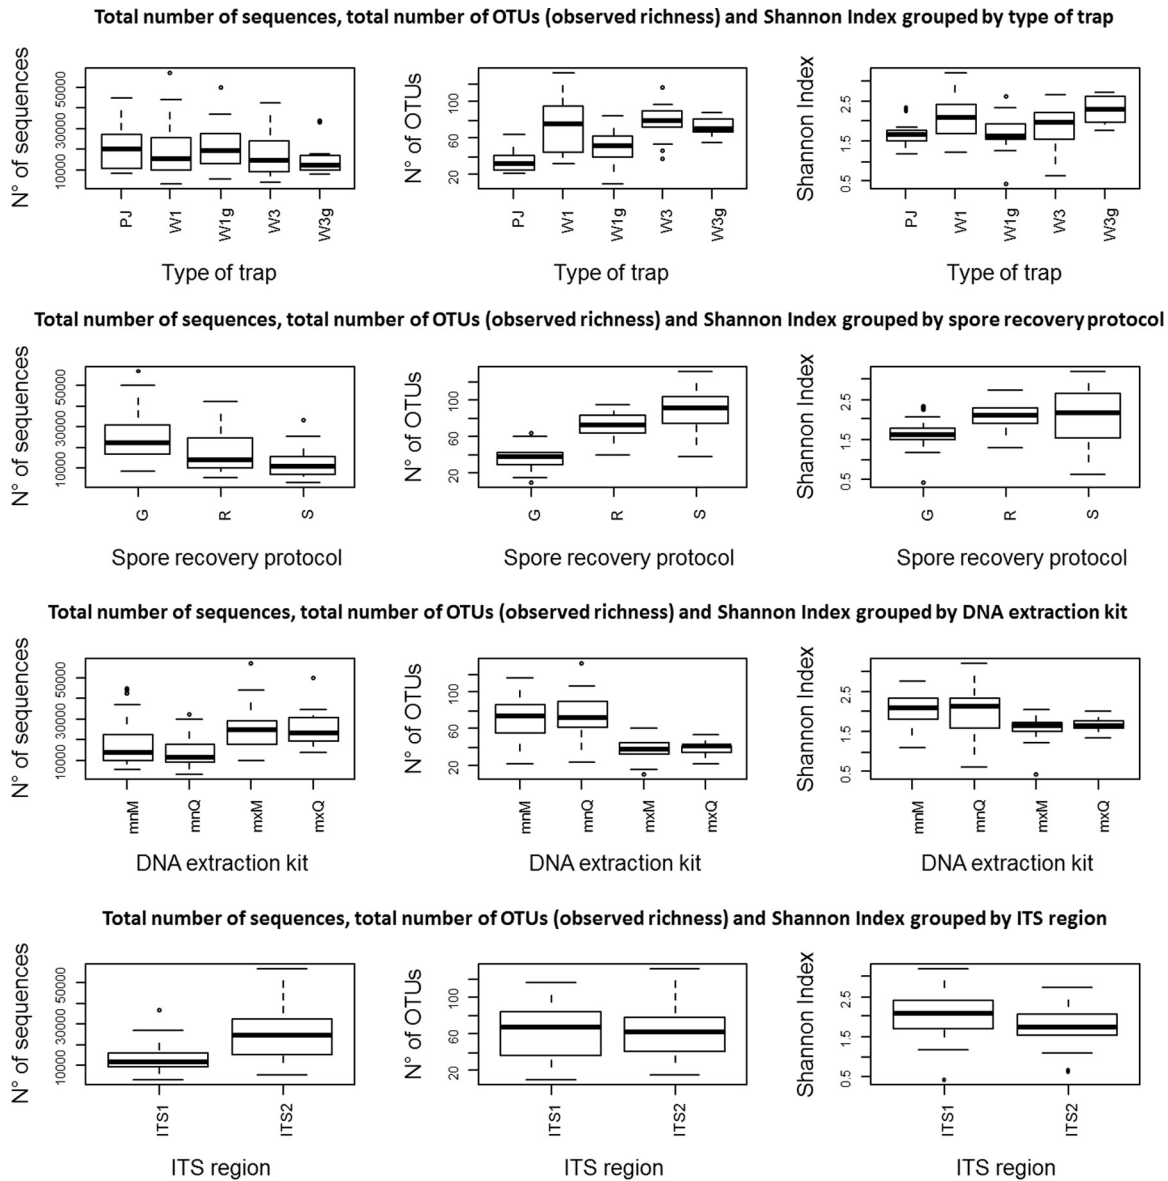 Total number of sequences, total number of OTUs (observed richness) and Shannon Index grouped by type of trap
N° of sequences
10000 30000 50000
PJ
W1
W1g
W3
W3g
Type of trap
N° of OTUs
20 60 100
PJ
W1
W1g
W3
W3g
Type of trap
Shannon Index
0.5 1.5 2.5
PJ
W1
W1g
W3
W3g
Type of trap
Total number of sequences, total number of OTUs (observed richness) and Shannon Index grouped by spore recovery protocol
N° of sequences
10000 30000 50000
G
R
S
Spore recovery protocol
N° of OTUs
20 60 100
G
R
S
Spore recovery protocol
Shannon Index
0.5 1.5 2.5
G
R
S
Spore recovery protocol
Total number of sequences, total number of OTUs (observed richness) and Shannon Index grouped by DNA extraction kit
N° of sequences
10000 30000 50000
mnM
mnQ
mxM
mxQ
DNA extraction kit
N° of OTUs
20 60 100
mnM
mnQ
mxM
mxQ
DNA extraction kit
Shannon Index
0.5 1.5 2.5
mnM
mnQ
mxM
mxQ
DNA extraction kit
Total number of sequences, total number of OTUs (observed richness) and Shannon Index grouped by ITS region
N° of sequences
10000 30000 50000
ITS1
ITS2
ITS region
N° of OTUs
20 60 100
ITS1
ITS2
ITS region
Shannon Index
0.5 1.5 2.5
ITS1
ITS2
ITS region